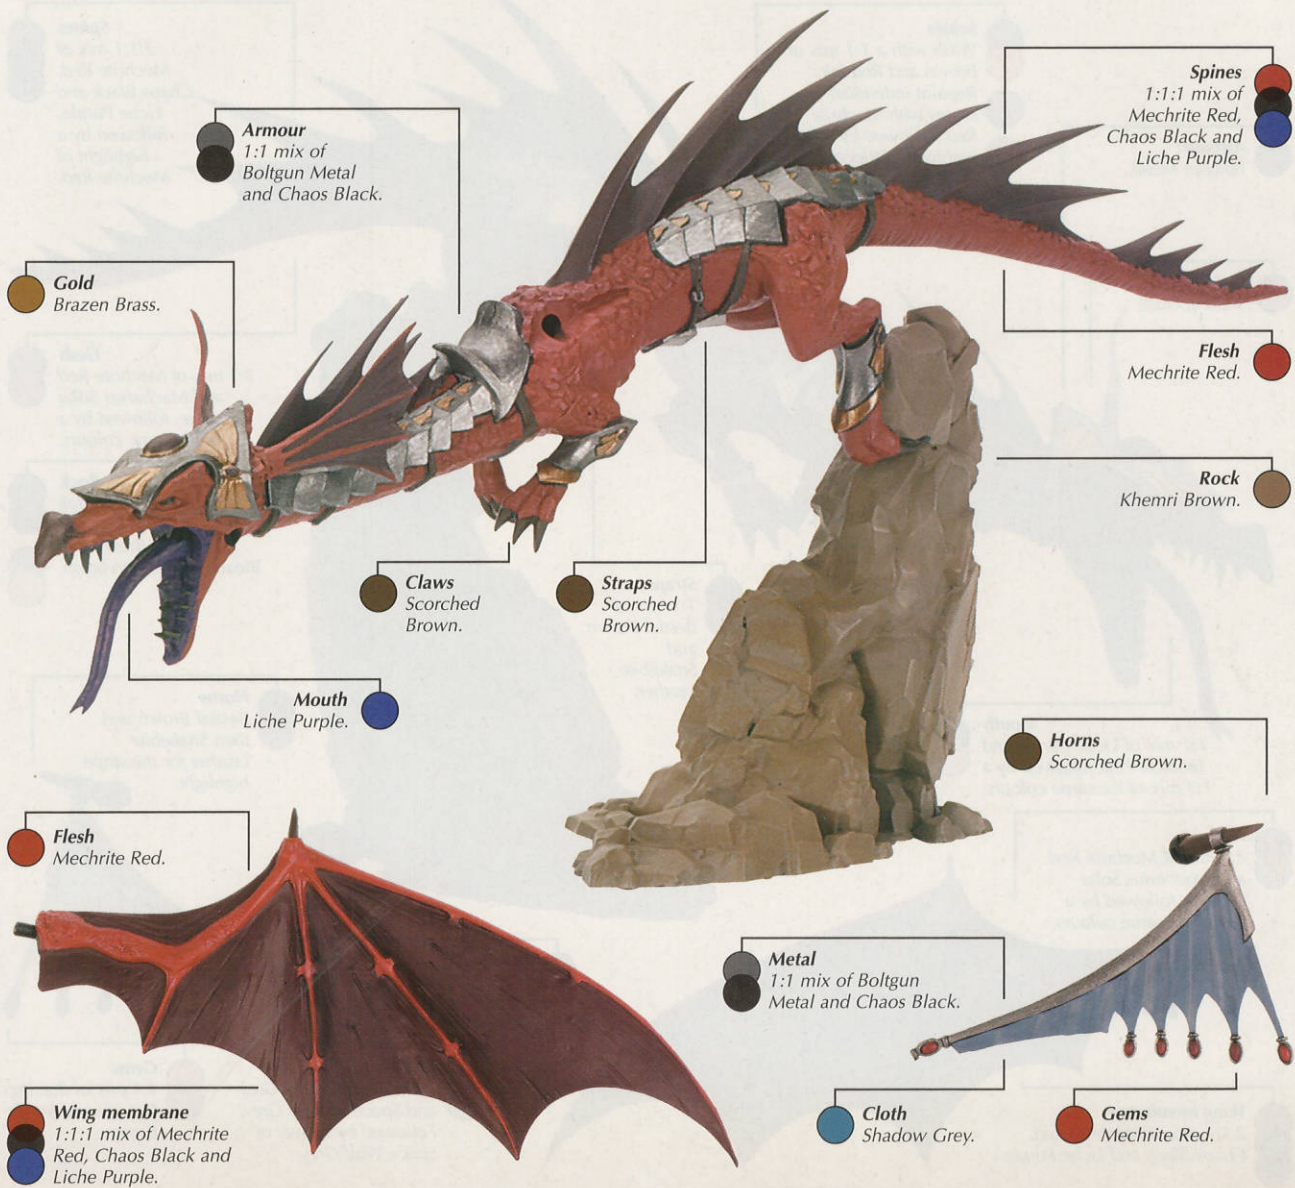 Spines
1:1:1 mix of
Mechrite Red,
Chaos Black and
Liche Purple.
Armour
1:1 mix of
Boltgun Metal
and Chaos Black.
Gold
Brazen Brass.
Flesh
Mechrite Red.
Rock
Khemri Brown.
Claws
Scorched
Brown.
Straps
Scorched
Brown.
Mouth
Liche Purple.
Horns
Scorched Brown.
Flesh
Mechrite Red.
Metal
1:1 mix of Boltgun
Metal and Chaos Black.
Wing membrane
1:1:1 mix of Mechrite
Red, Chaos Black and
Liche Purple.
Cloth
Shadow Grey.
Gems
Mechrite Red.